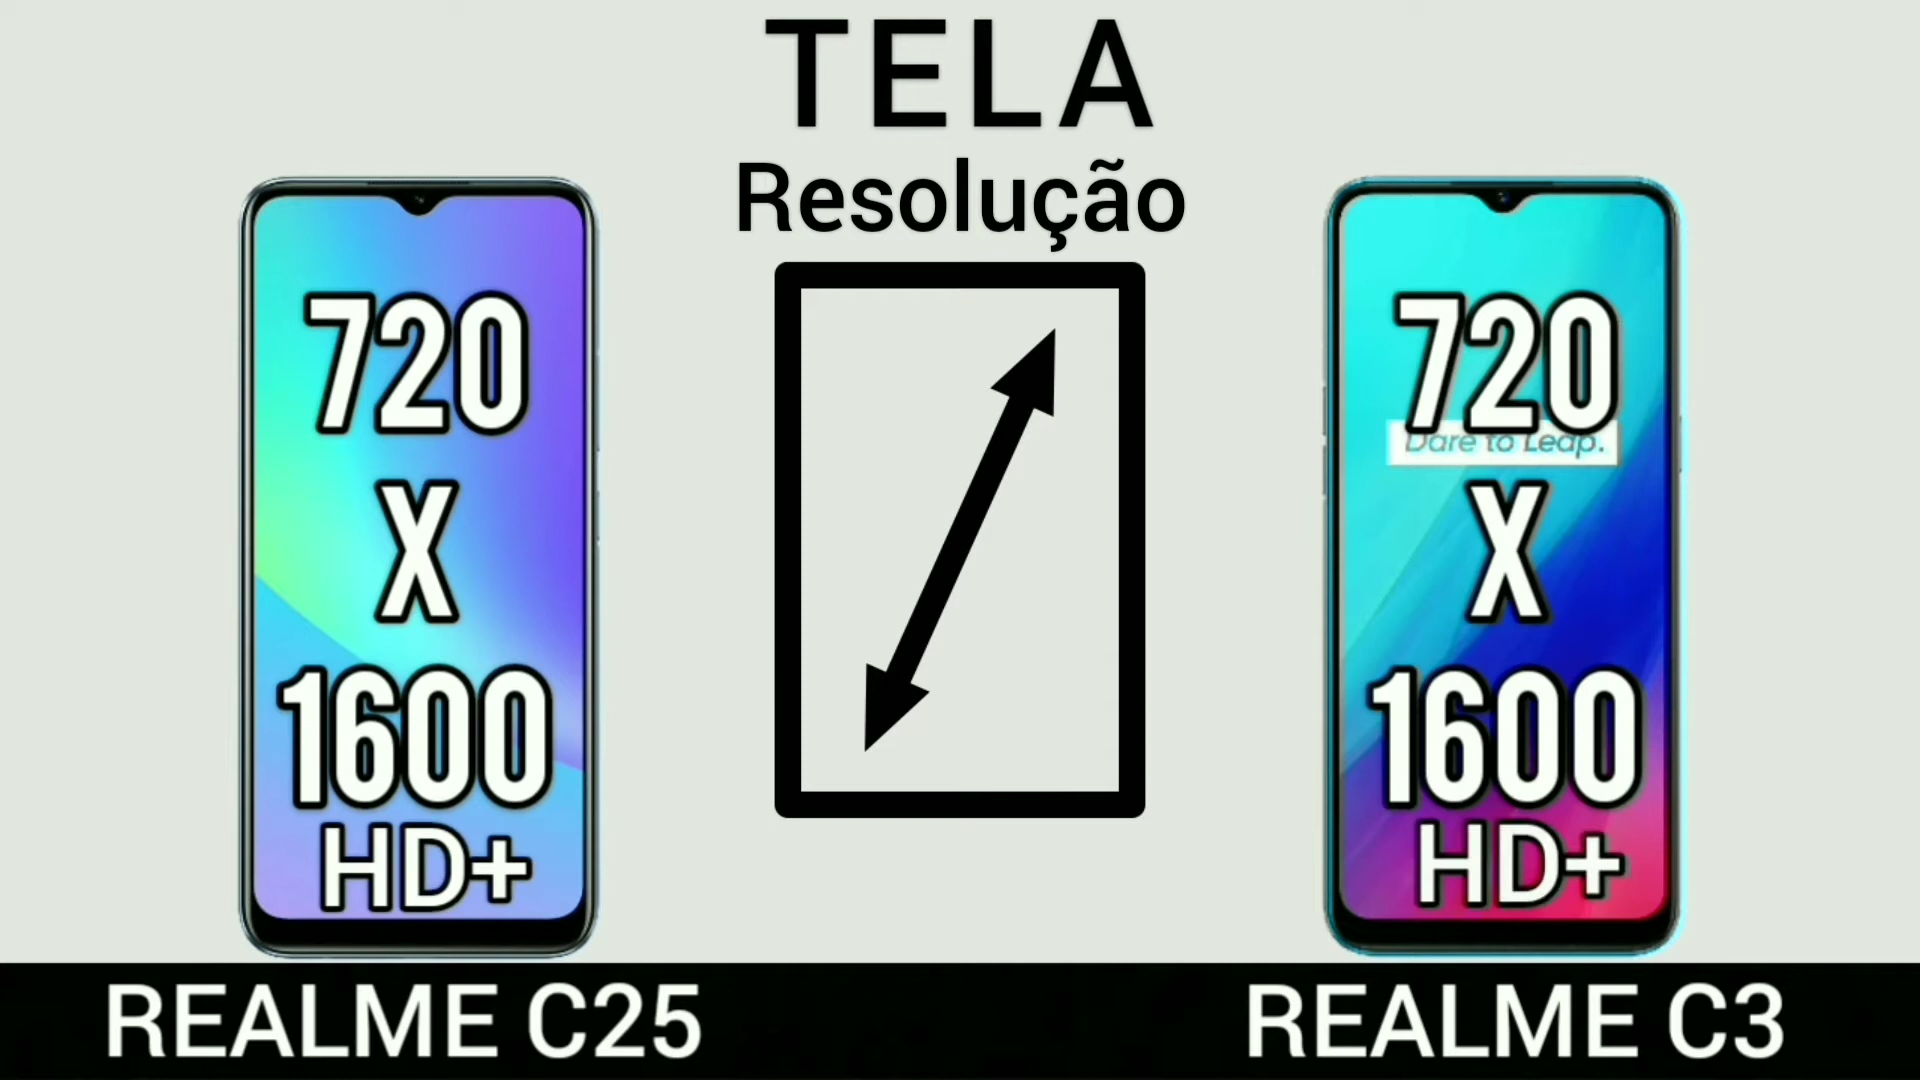 TELA
Resolução
720
X
1600
HD+
720
Dare to Leap.
X
1600
HD+
REALME C25
REALME C3